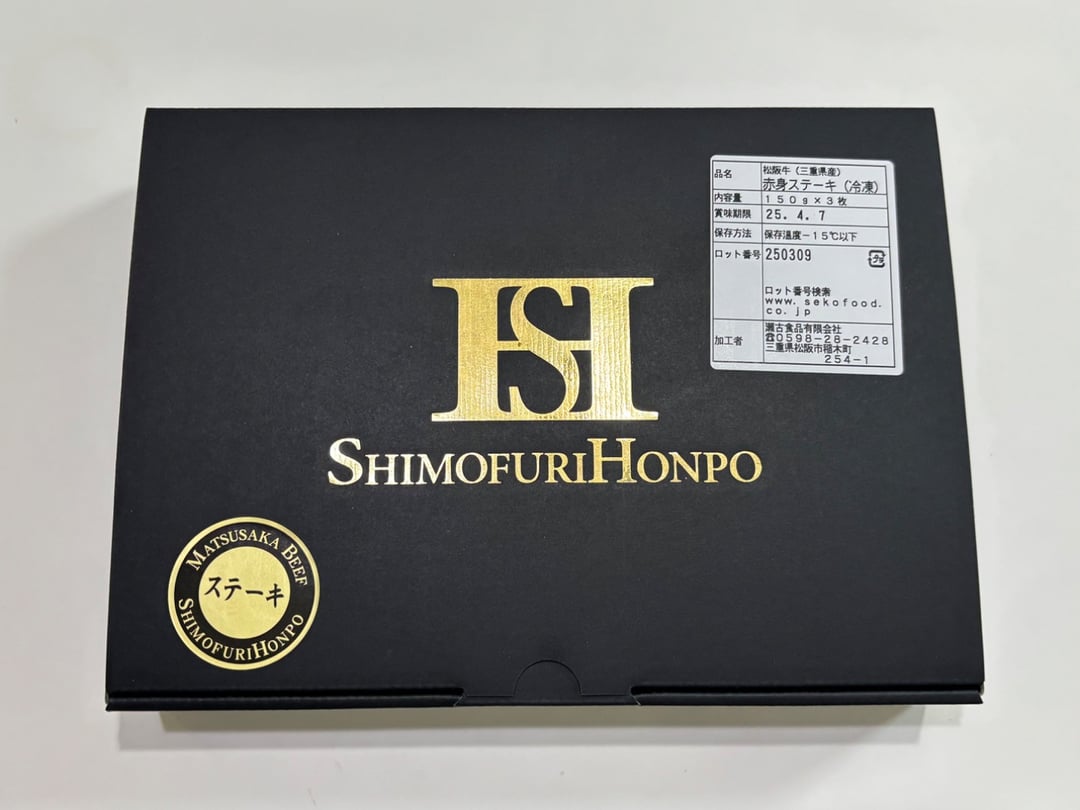 品名 松阪牛（三重県産）
赤身ステーキ（冷凍）
内容量 １５０ｇ×３枚
賞味期限 25. 4. 7
保存方法 保存温度－１５℃以下
ロット番号 250309
プラ
ロット番号検索
www. sekofood.
co. jp
加工者 瀬古食品有限会社
☎０５９８－２８－２４２８
三重県松阪市稲木町
２５４－１
SH
SHIMOFURIHONPO
MATSUSAKA BEEF
ステーキ
SHIMOFURIHONPO